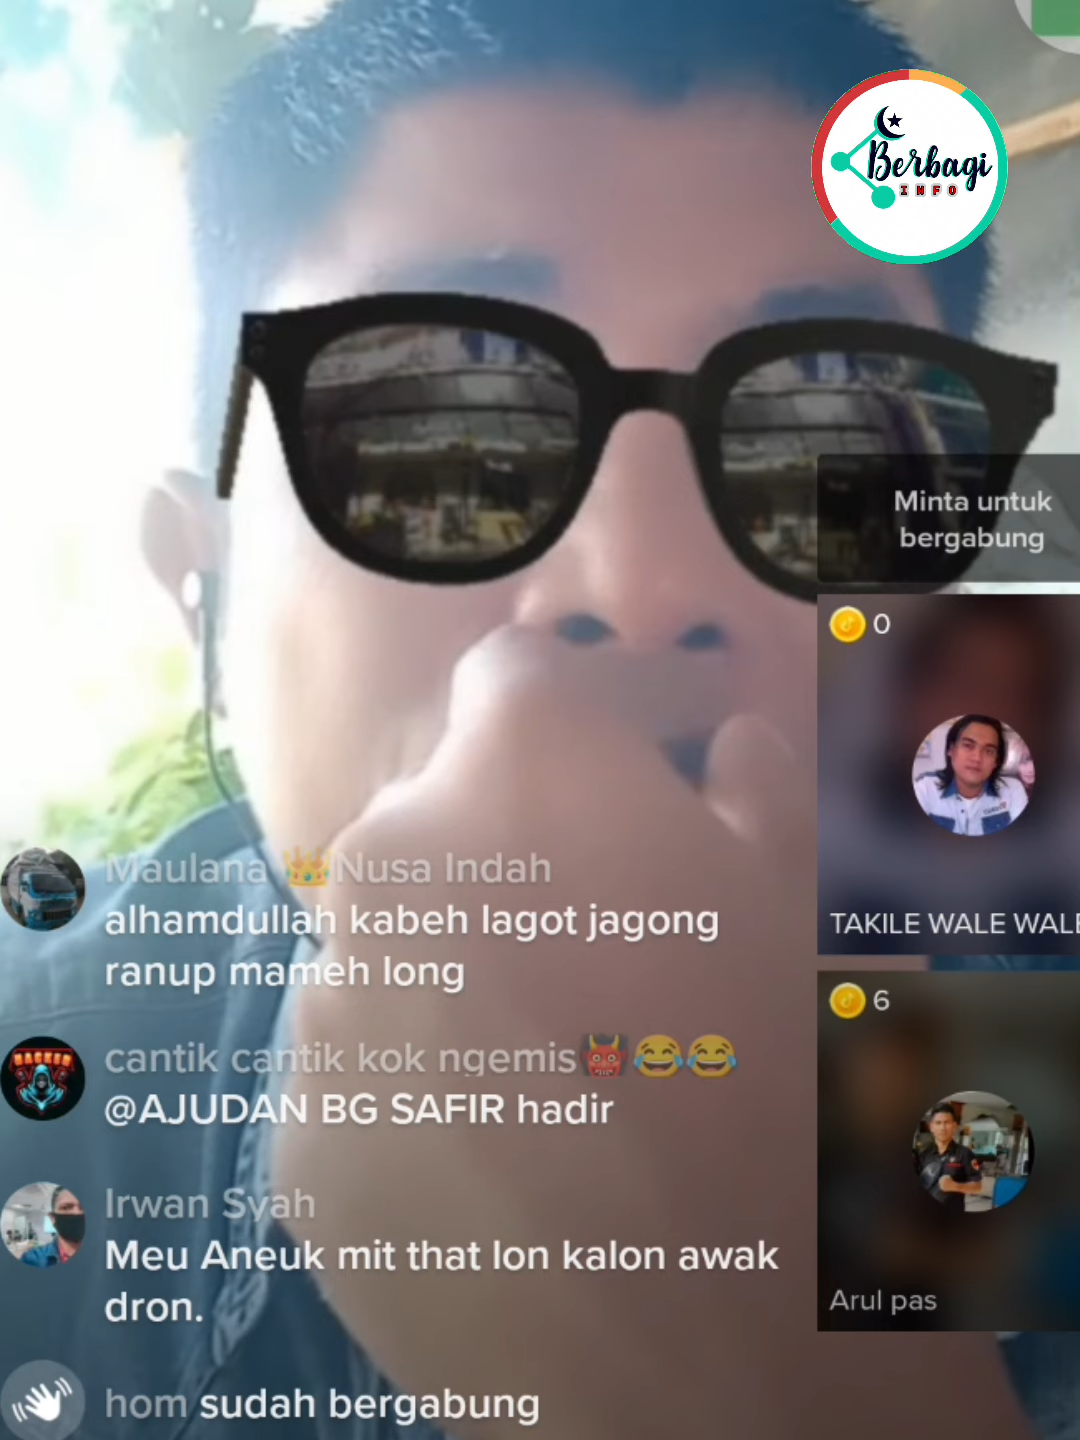 Berbagi
INFO
Minta untuk
bergabung
0
TAKILE WALE WALE
6
Arul pas
Maulana 👑Nusa Indah
alhamdullah kabeh lagot jagong
ranup mameh long
cantik cantik kok ngemis👹😂😂
@AJUDAN BG SAFIR hadir
Irwan Syah
Meu Aneuk mit that lon kalon awak
dron.
hom sudah bergabung